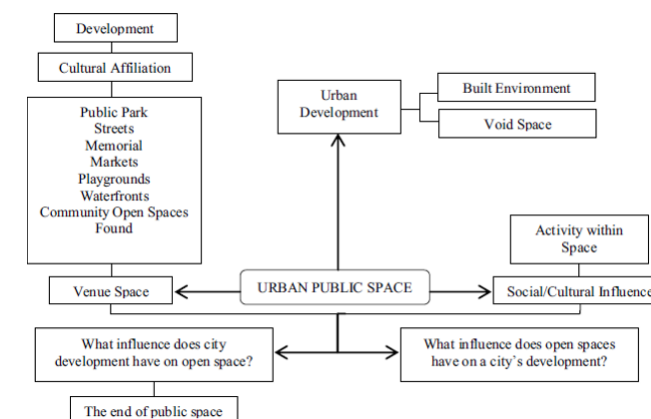 Development
Cultural Affiliation
Public Park
Streets
Memorial
Markets
Playgrounds
Waterfronts
Community Open Spaces
Found
Venue Space
Urban
Development
Built Environment
Void Space
Activity within
Space
URBAN PUBLIC SPACE
Social/Cultural Influence
What influence does city
development have on open space?
What influence does open spaces
have on a city's development?
The end of public space